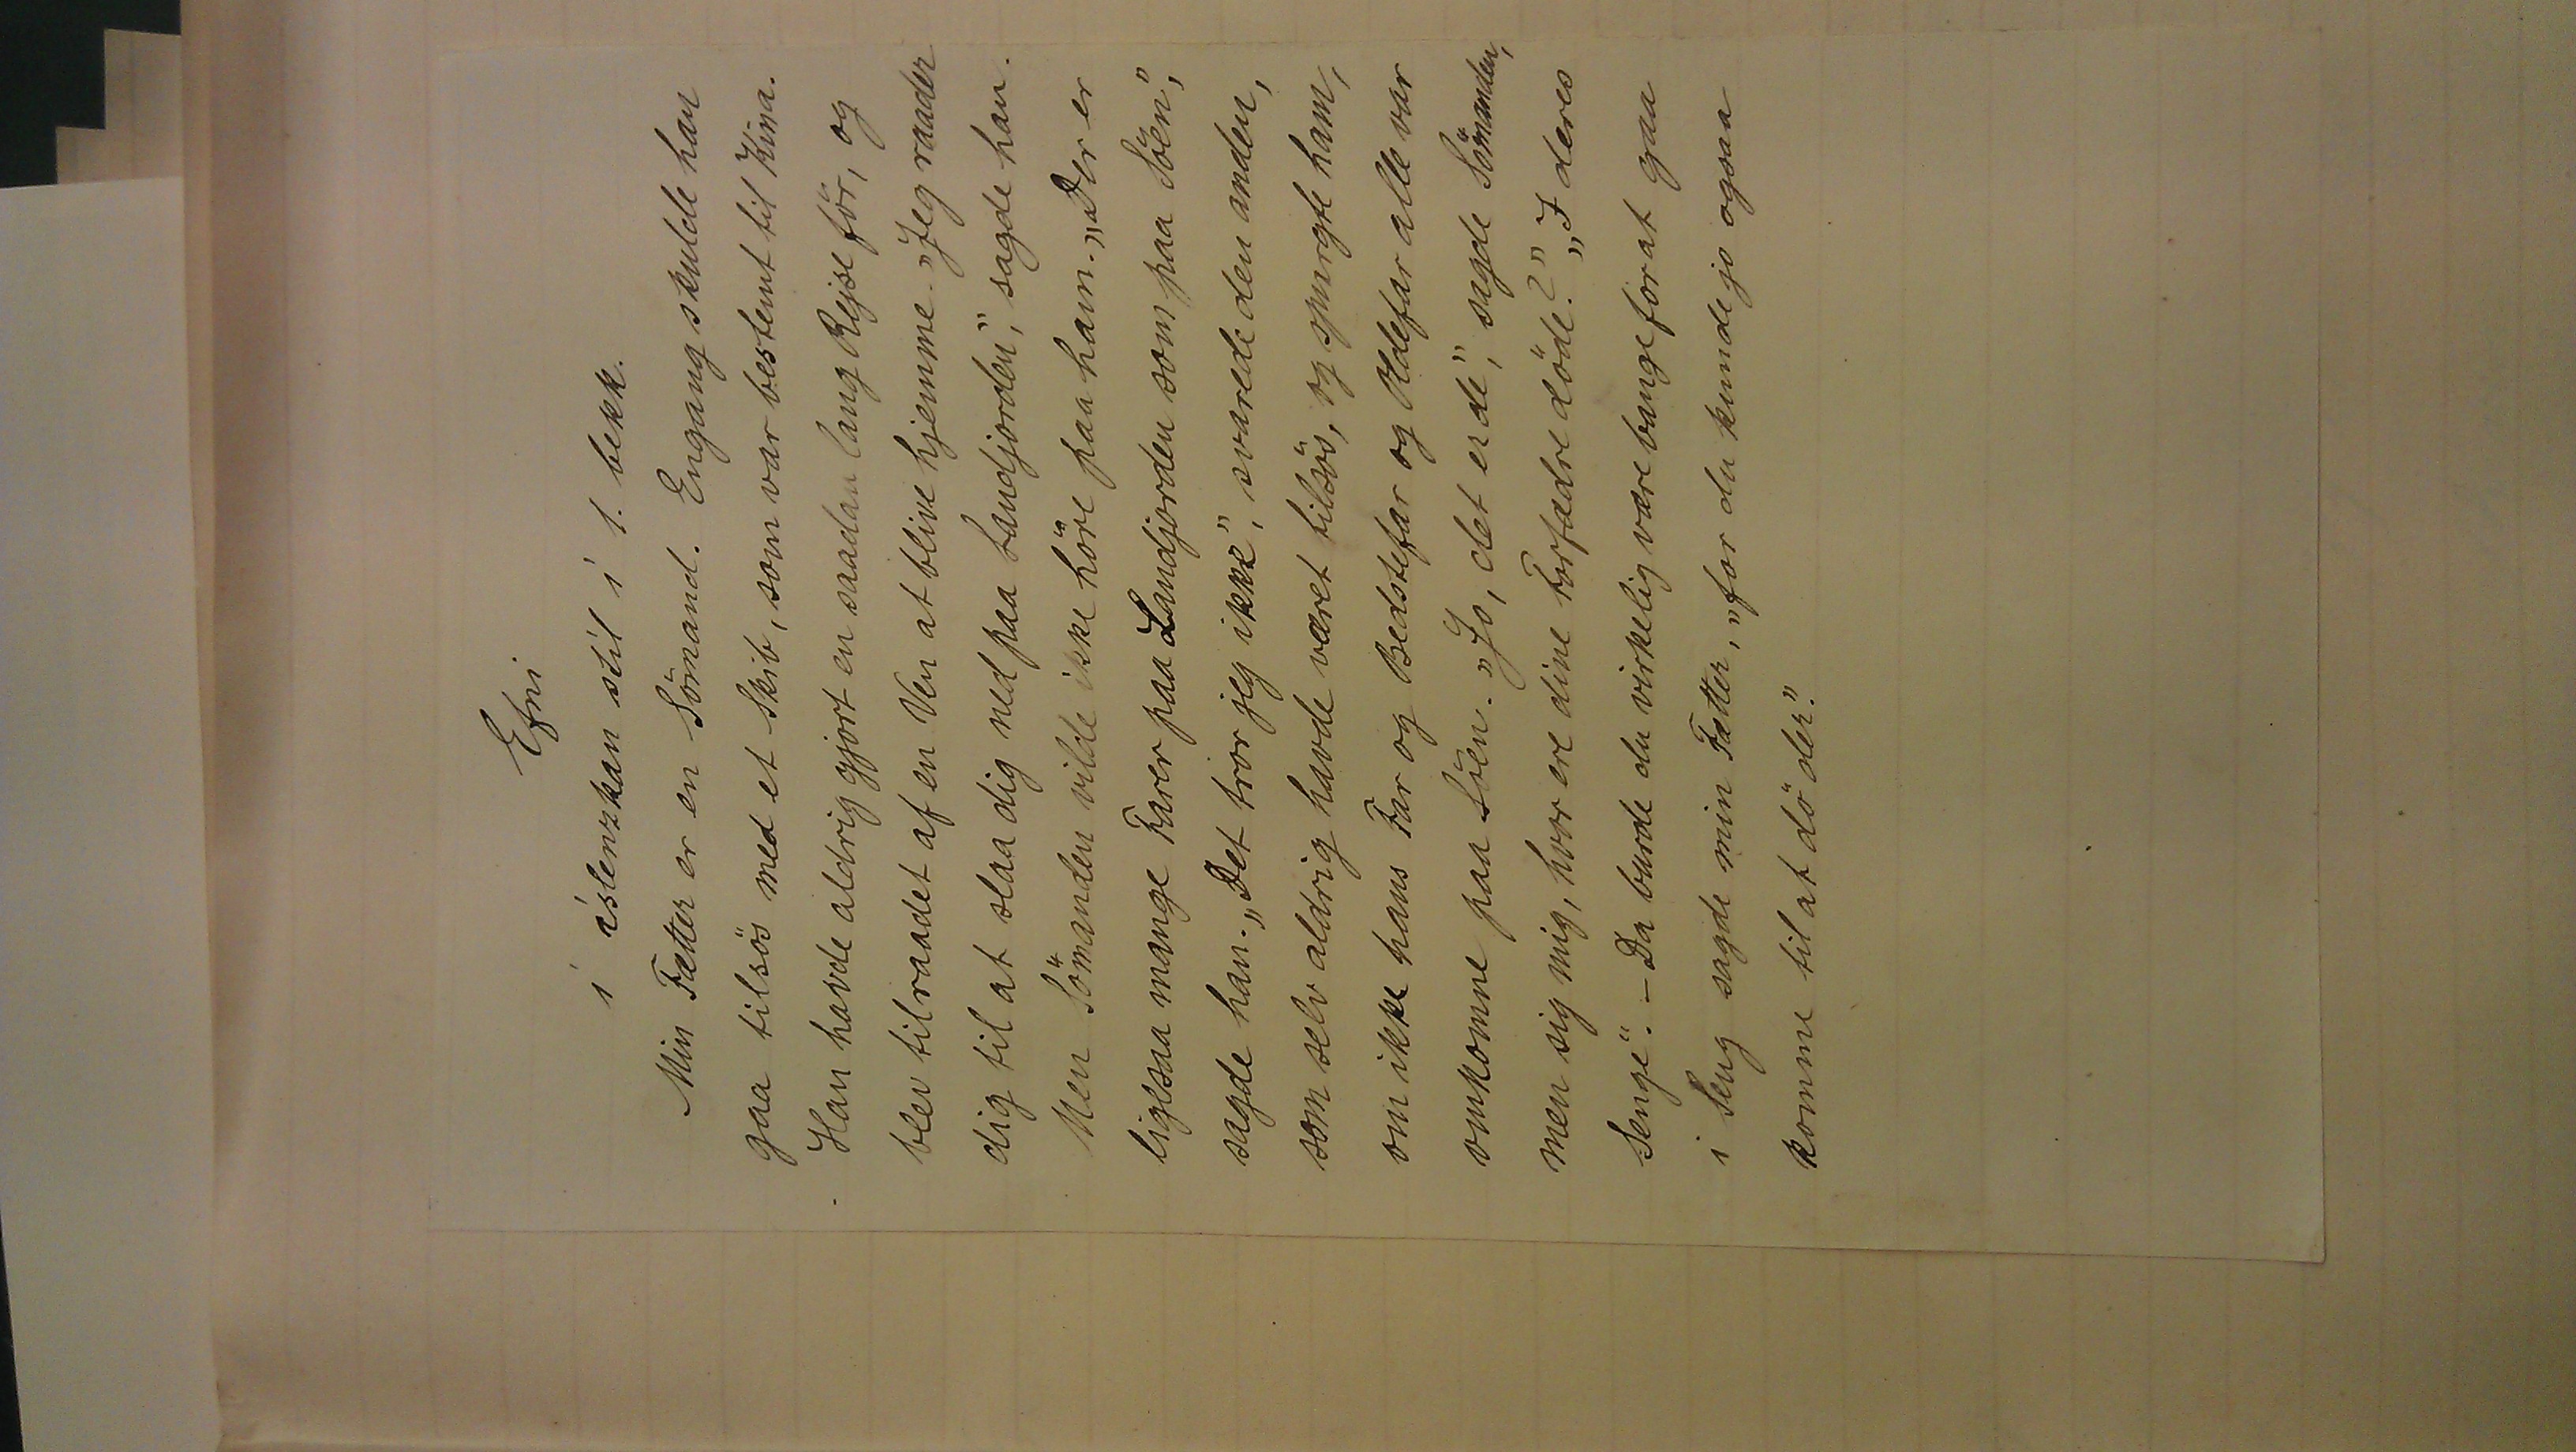 Efni
í íslenzkan stíl í 1. bekk.
Min Fætter er en Sömand. Engang skulde han
gaa tilsös med et Skib, som var bestemt til Kina.
Han havde aldrig gjort en saadan lang Rejse för, og
blev tilraadet af en Ven at blive hjemme. „Jeg raader
dig til at slaa dig ned paa Landjorden", sagde han.
Men Sömanden vilde ikke höre paa ham. „Der er
ligesaa mange Farer paa Landjorden som paa Söen",
sagde han. „Det tror jeg ikke", svarede den anden,
som selv aldrig havde været tilsös, og spurgte ham,
om ikke hans Far og Bedstefar og Oldefar alle var
omkomne paa Söen. „Jo, det er de", sagde Sömanden,
men sig mig, hvor ere dine Forfædre döde?" „I deres
Senge". – Da burde du virkelig være bange for at gaa
i Seng sagde min Fætter, „for du kunde jo ogsaa
komme til at dö der."